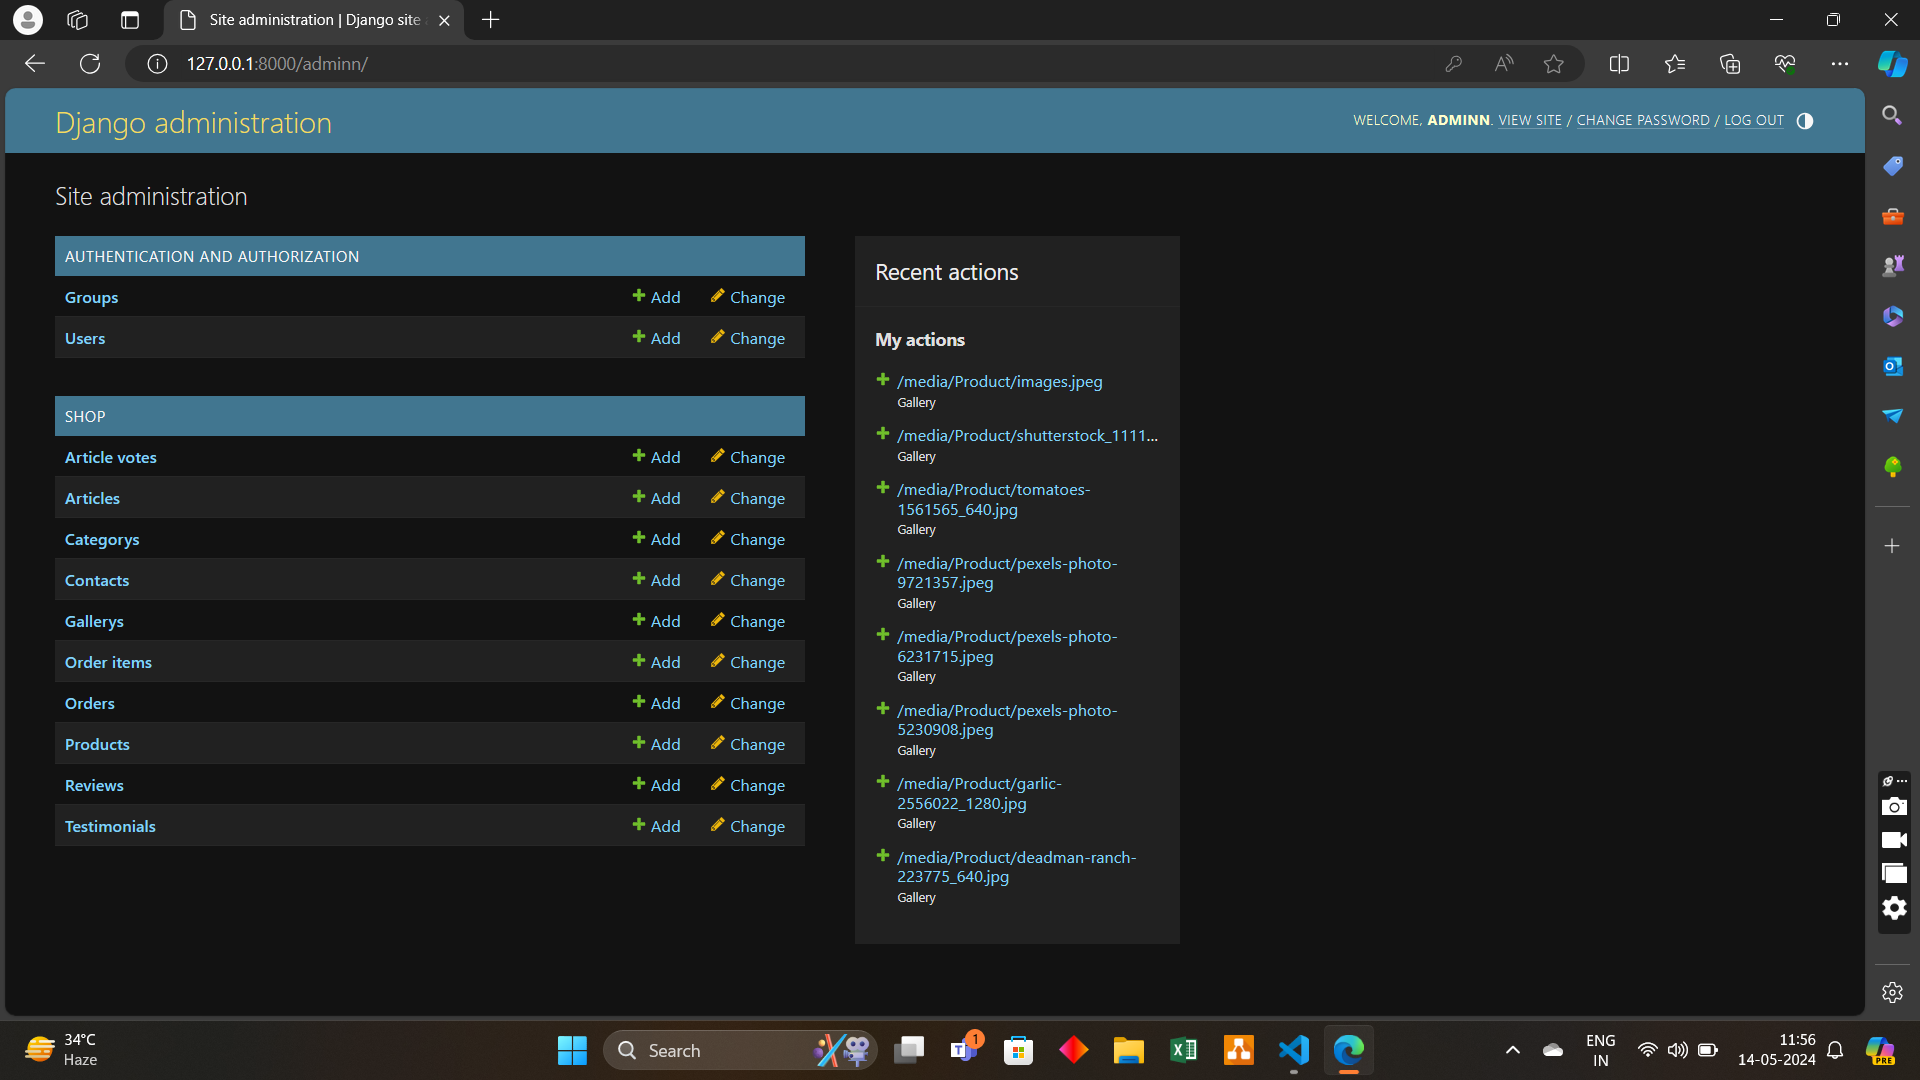 Site administration | Django site
127.0.0.1:8000/adminn/
Django administration
WELCOME, ADMINN. VIEW SITE / CHANGE PASSWORD / LOG OUT
Site administration
AUTHENTICATION AND AUTHORIZATION
Groups Add Change
Users Add Change
SHOP
Article votes Add Change
Articles Add Change
Categorys Add Change
Contacts Add Change
Gallerys Add Change
Order items Add Change
Orders Add Change
Products Add Change
Reviews Add Change
Testimonials Add Change
Recent actions
My actions
/media/Product/images.jpeg
Gallery
/media/Product/shutterstock_1111...
Gallery
/media/Product/tomatoes-
1561565_640.jpg
Gallery
/media/Product/pexels-photo-
9721357.jpeg
Gallery
/media/Product/pexels-photo-
6231715.jpeg
Gallery
/media/Product/pexels-photo-
5230908.jpeg
Gallery
/media/Product/garlic-
2556022_1280.jpg
Gallery
/media/Product/deadman-ranch-
223775_640.jpg
Gallery
34°C
Haze
Search
1
ENG
IN
11:56
14-05-2024
PRE